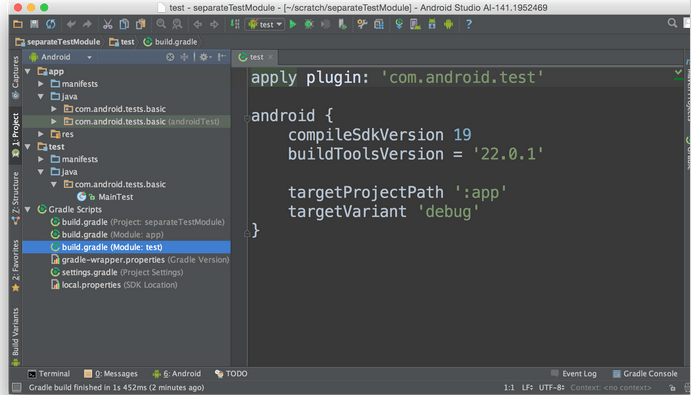 test - separateTestModule - [~/scratch/separateTestModule] - Android Studio AI-141.1952469
test
separateTestModule test build.gradle
Android
test
app
manifests
java
com.android.tests.basic
com.android.tests.basic (androidTest)
res
test
manifests
java
com.android.tests.basic
MainTest
Gradle Scripts
build.gradle (Project: separateTestModule)
build.gradle (Module: app)
build.gradle (Module: test)
gradle-wrapper.properties (Gradle Version)
settings.gradle (Project Settings)
local.properties (SDK Location)
Captures
1: Project
7: Structure
2: Favorites
Build Variants
apply plugin: 'com.android.test'
android {
compileSdkVersion 19
buildToolsVersion = '22.0.1'
targetProjectPath ':app'
targetVariant 'debug'
}
Terminal 0: Messages 6: Android TODO Event Log Gradle Console
Gradle build finished in 1s 452ms (2 minutes ago) 1:1 LF÷ UTF-8÷ Context: <no context>